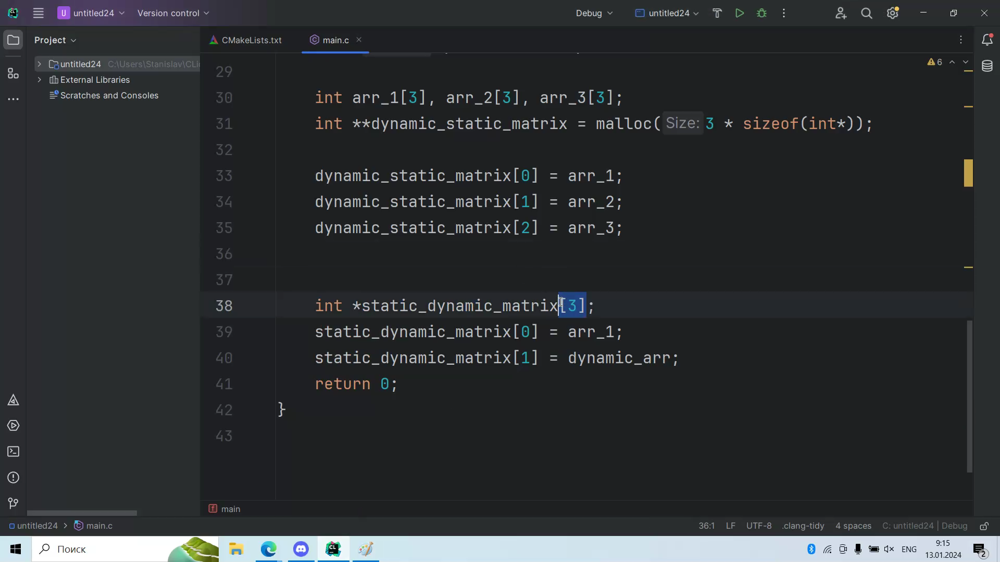 U untitled24 Version control Debug untitled24
Project CMakeLists.txt main.c
untitled24 C:\Users\Stanislav\CLi
External Libraries
Scratches and Consoles
6
29
30 int arr_1[3], arr_2[3], arr_3[3];
31 int **dynamic_static_matrix = malloc(Size: 3 * sizeof(int*));
32
33 dynamic_static_matrix[0] = arr_1;
34 dynamic_static_matrix[1] = arr_2;
35 dynamic_static_matrix[2] = arr_3;
36
37
38 int *static_dynamic_matrix[3];
39 static_dynamic_matrix[0] = arr_1;
40 static_dynamic_matrix[1] = dynamic_arr;
41 return 0;
42 }
43
f main
untitled24 main.c 36:1 LF UTF-8 .clang-tidy 4 spaces C: untitled24 | Debug
Поиск ENG 9:15
13.01.2024 2